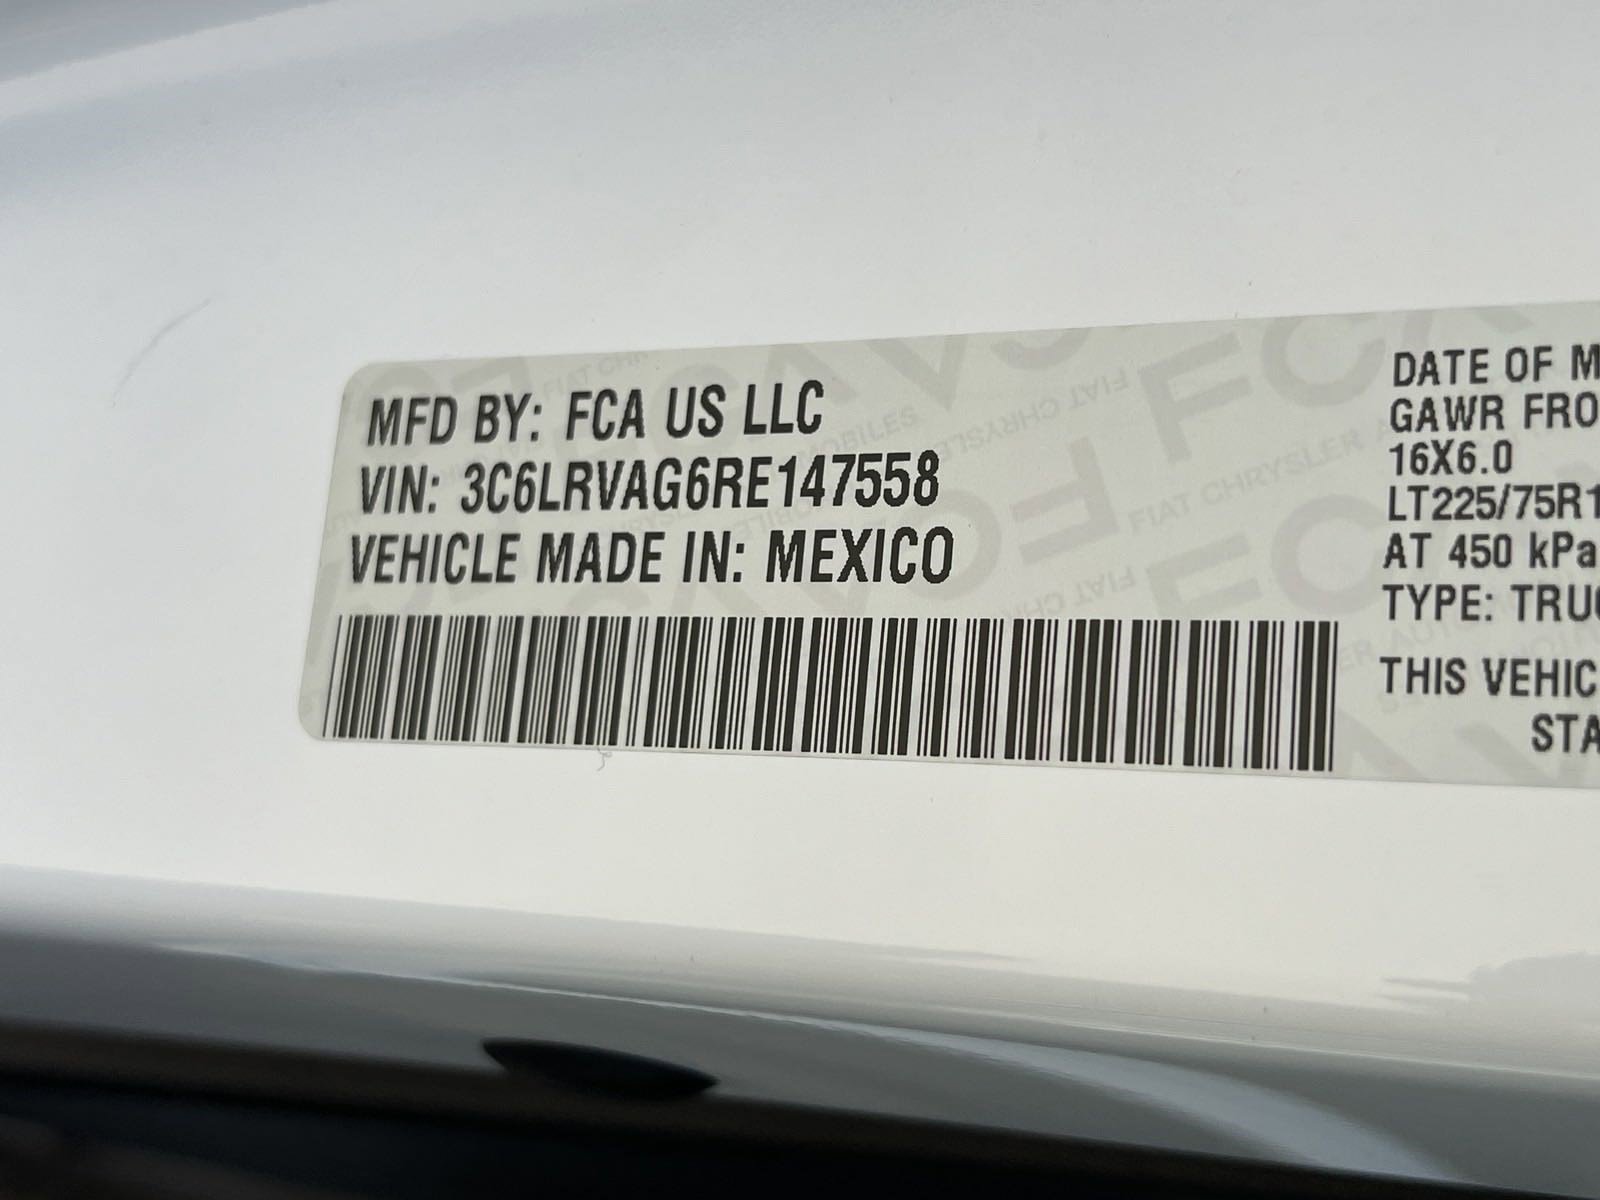 MFD BY: FCA US LLC
VIN: 3C6LRVAG6RE147558
VEHICLE MADE IN: MEXICO
DATE OF M
GAWR FRO
16X6.0
LT225/75R1
AT 450 kPa
TYPE: TRUC
THIS VEHIC
STA